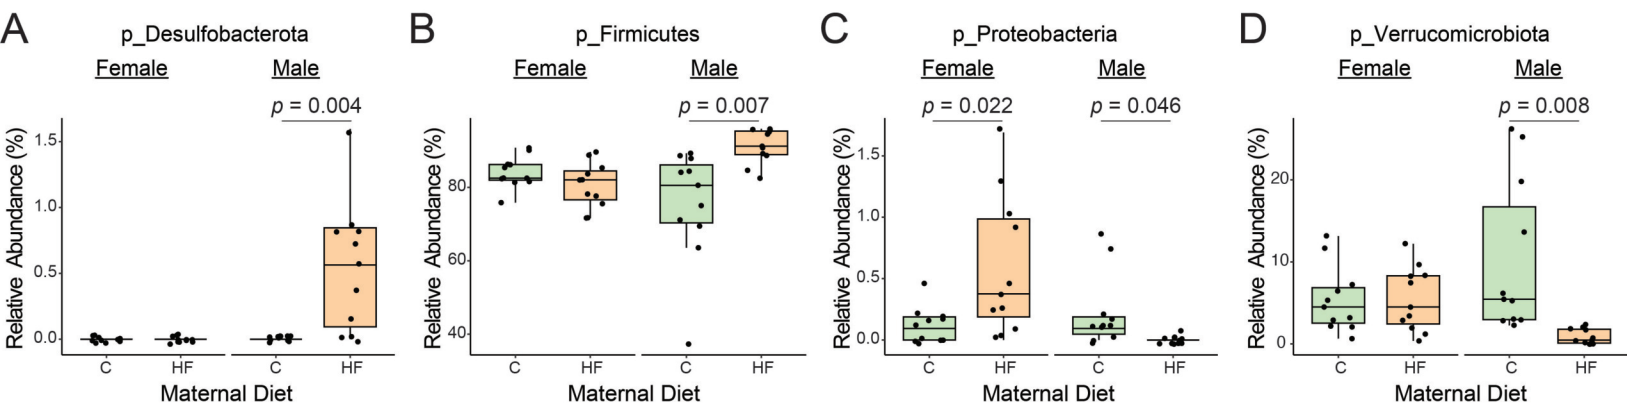 A
p_Desulfobacterota
Female Male
p = 0.004
Relative Abundance (%)
1.5
1.0
0.5
0.0
C HF C HF
Maternal Diet
B
p_Firmicutes
Female Male
p = 0.007
Relative Abundance (%)
80
60
40
C HF C HF
Maternal Diet
C
p_Proteobacteria
Female Male
p = 0.022 p = 0.046
Relative Abundance (%)
1.5
1.0
0.5
0.0
C HF C HF
Maternal Diet
D
p_Verrucomicrobiota
Female Male
p = 0.008
Relative Abundance (%)
20
10
0
C HF C HF
Maternal Diet